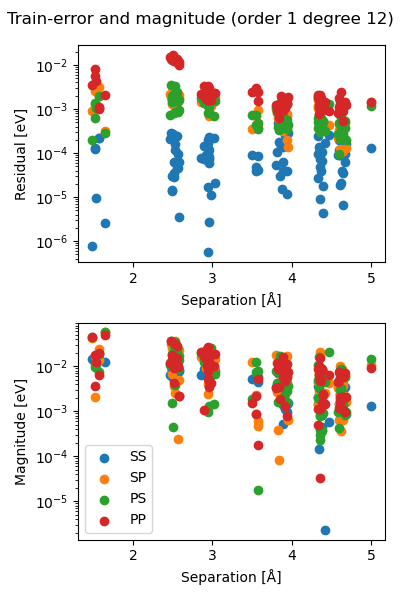 Train-error and magnitude (order 1 degree 12)
10⁻²
10⁻³
10⁻⁴
10⁻⁵
10⁻⁶
Residual [eV]
2 3 4 5
Separation [Å]
10⁻²
10⁻³
10⁻⁴
10⁻⁵
Magnitude [eV]
SS
SP
PS
PP
2 3 4 5
Separation [Å]